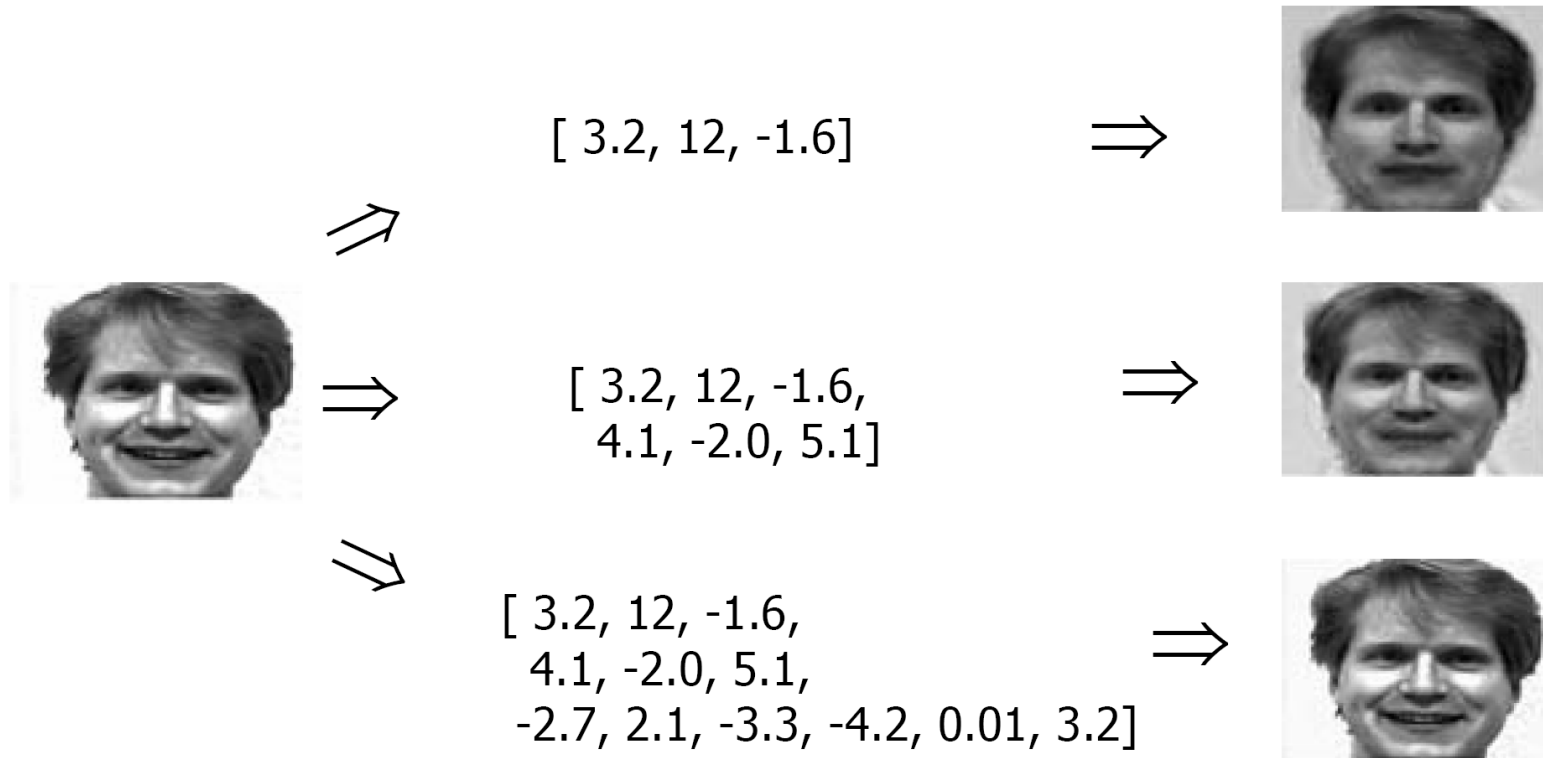 [ 3.2, 12, -1.6]
[ 3.2, 12, -1.6,
4.1, -2.0, 5.1]
[ 3.2, 12, -1.6,
4.1, -2.0, 5.1,
-2.7, 2.1, -3.3, -4.2, 0.01, 3.2]